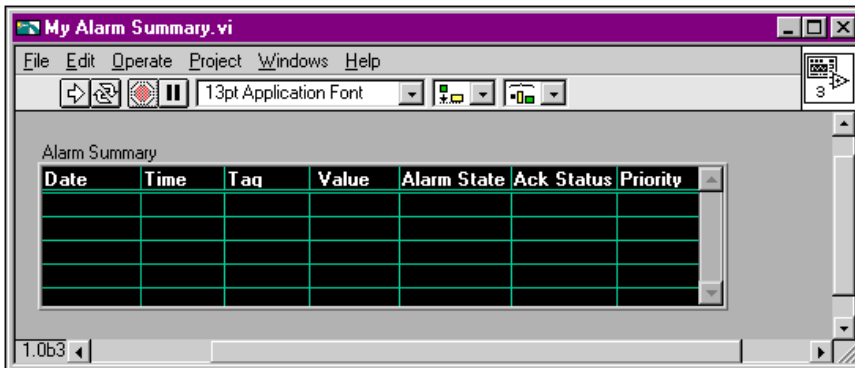 My Alarm Summary.vi
File Edit Operate Project Windows Help
13pt Application Font
3
Alarm Summary
Date Time Tag Value Alarm State Ack Status Priority
1.0b3